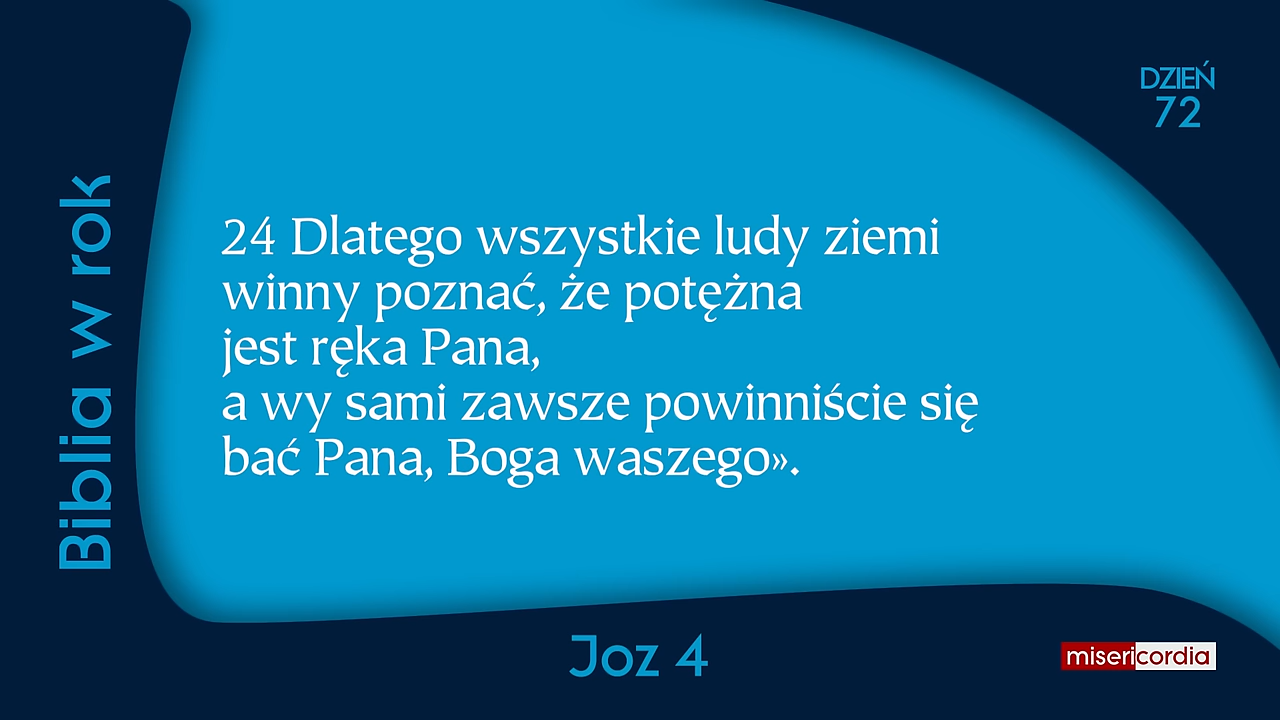 DZIEŃ
72
Biblia w rok
24 Dlatego wszystkie ludy ziemi
winny poznać, że potężna
jest ręka Pana,
a wy sami zawsze powinniście się
bać Pana, Boga waszego».
Joz 4
misericordia